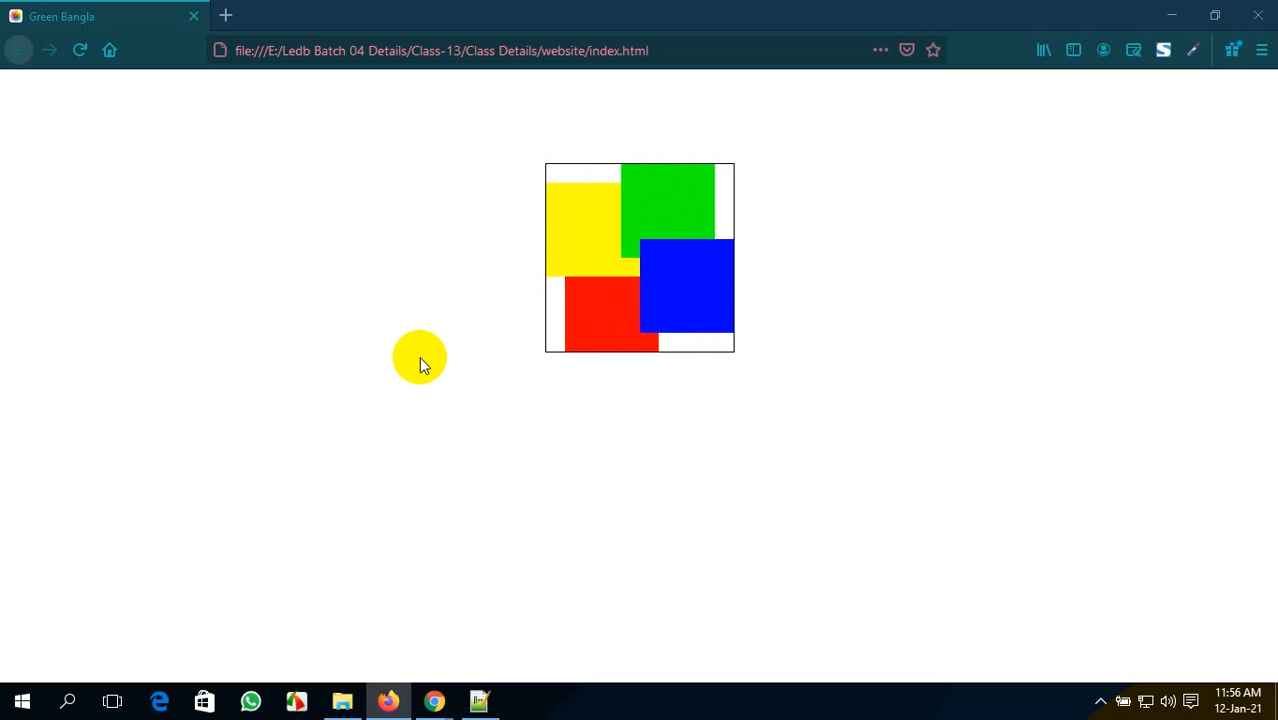 Green Bangla
file:///E:/Ledb Batch 04 Details/Class-13/Class Details/website/index.html
11:56 AM
12-Jan-21